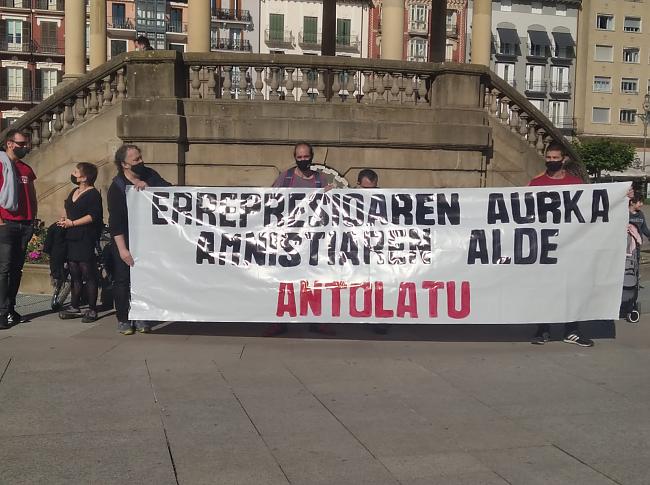 ERREPRESIOAREN AURKA
AMNISTIAREN ALDE
ANTOLATU